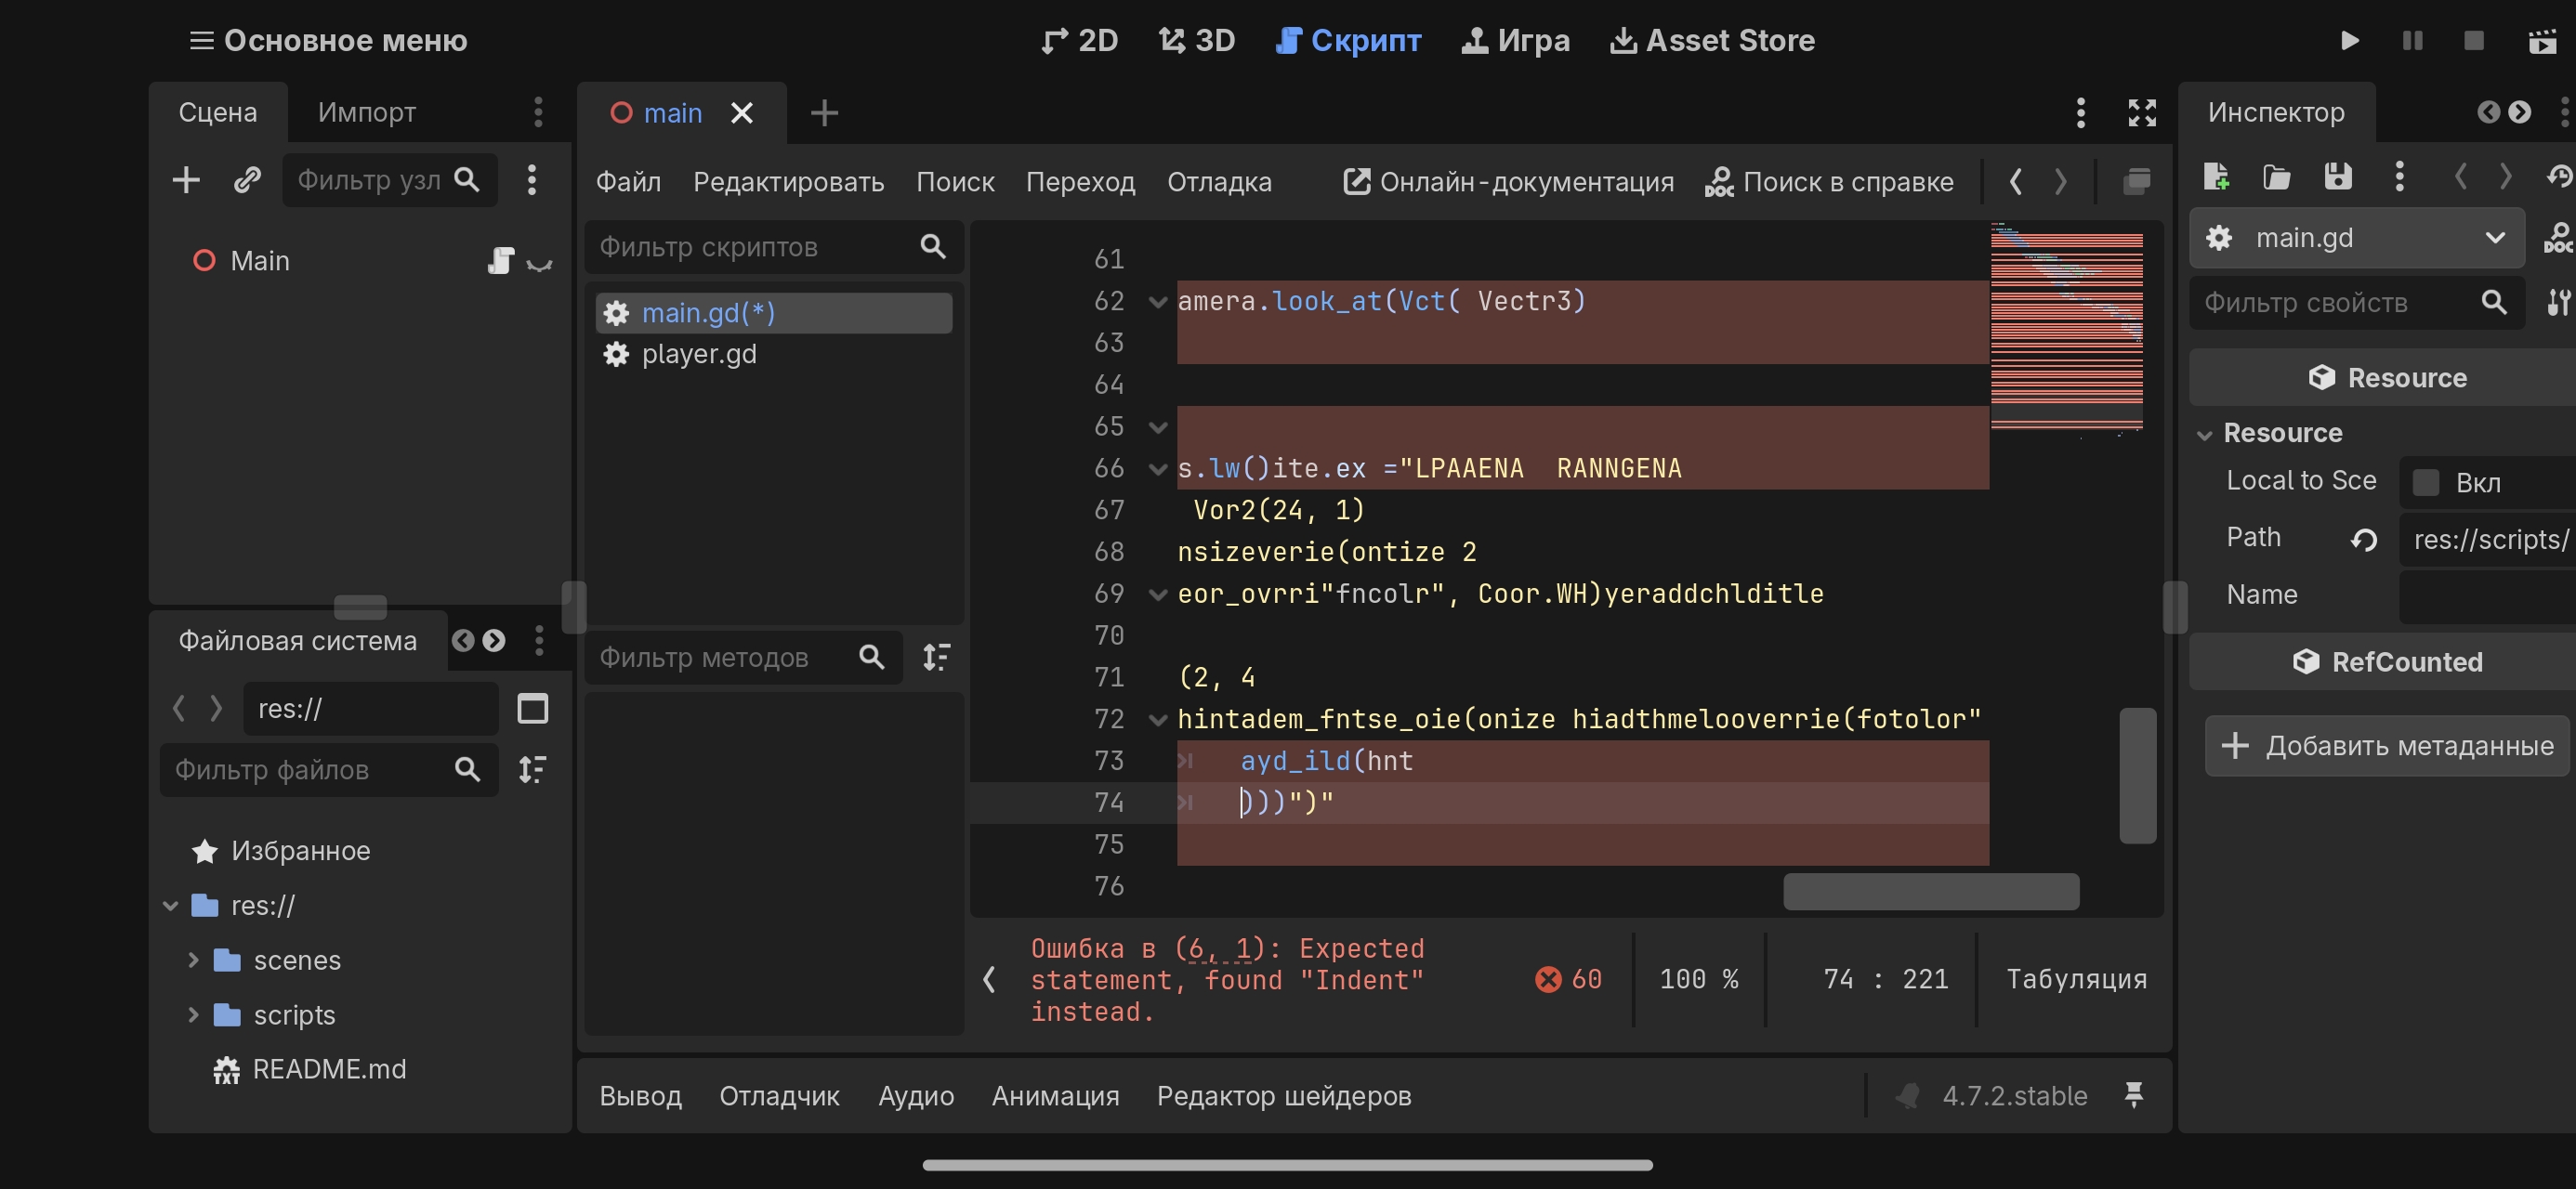 Основное меню
2D
3D
Скрипт
Игра
Asset Store
Сцена
Импорт
Фильтр узл
Main
Файловая система
res://
Фильтр файлов
Избранное
res://
scenes
scripts
README.md
main
Файл
Редактировать
Поиск
Переход
Отладка
Онлайн-документация
Поиск в справке
Фильтр скриптов
main.gd(*)
player.gd
Фильтр методов
61
62 amera.look_at(Vct( Vectr3)
63
64
65
66 s.lw()ite.ex ="LPAAENA  RANNGENA
67  Vor2(24, 1)
68 nsizeverie(ontize 2
69 eor_ovrri"fncolr", Coor.WH)yeraddchlditle
70
71 (2, 4
72 hintadem_fntse_oie(onize hiadthmelooverrie(fotolor"
73 ayd_ild(hnt
74 )))")"
75
76
Ошибка в (6, 1): Expected
statement, found "Indent"
instead.
60
100 %
74 : 221
Табуляция
Вывод
Отладчик
Аудио
Анимация
Редактор шейдеров
4.7.2.stable
Инспектор
main.gd
DOC
Фильтр свойств
Resource
Resource
Local to Sce
Вкл
Path
res://scripts/
Name
RefCounted
Добавить метаданные